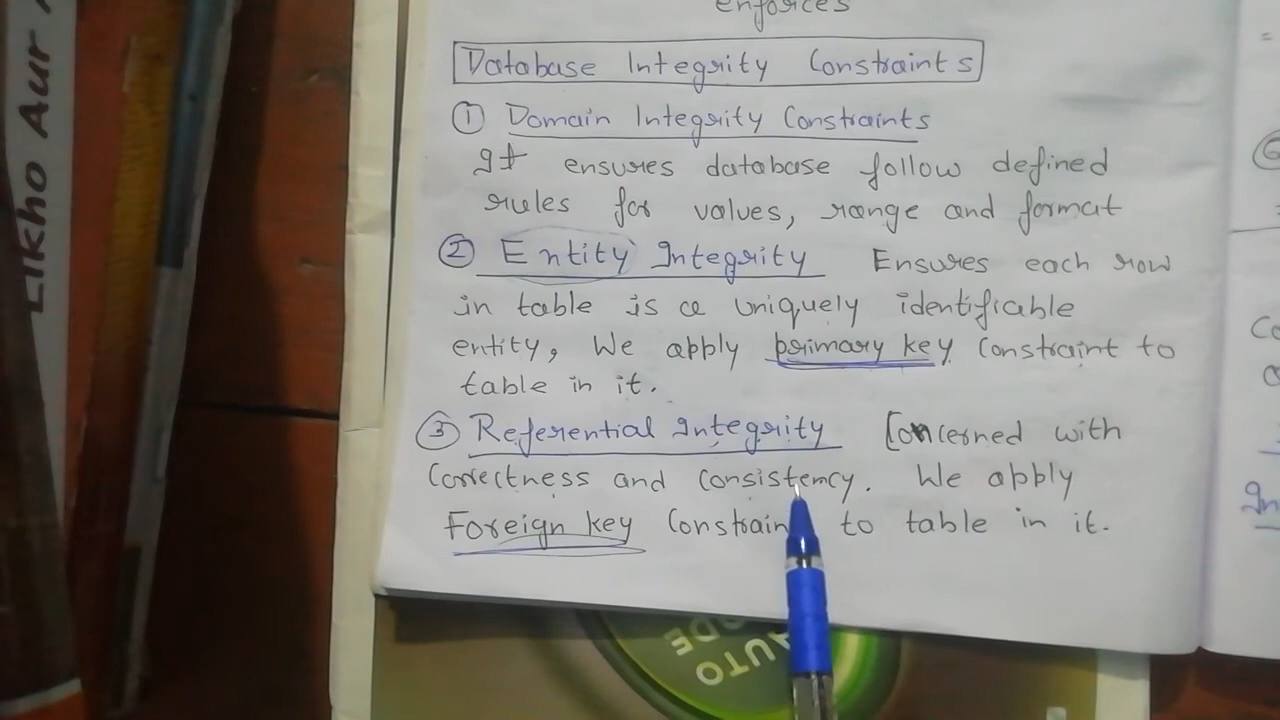 enforces
Database Integrity Constraints
① Domain Integrity Constraints
It ensures database follow defined
rules for values, range and format
② Entity Integrity Ensures each row
in table is a uniquely identifiable
entity, We apply primary key constraint to
table in it.
③ Referential Integrity Concerned with
Correctness and consistency. We apply
Foreign key Constrain to table in it.
Likho Aur
AUTO